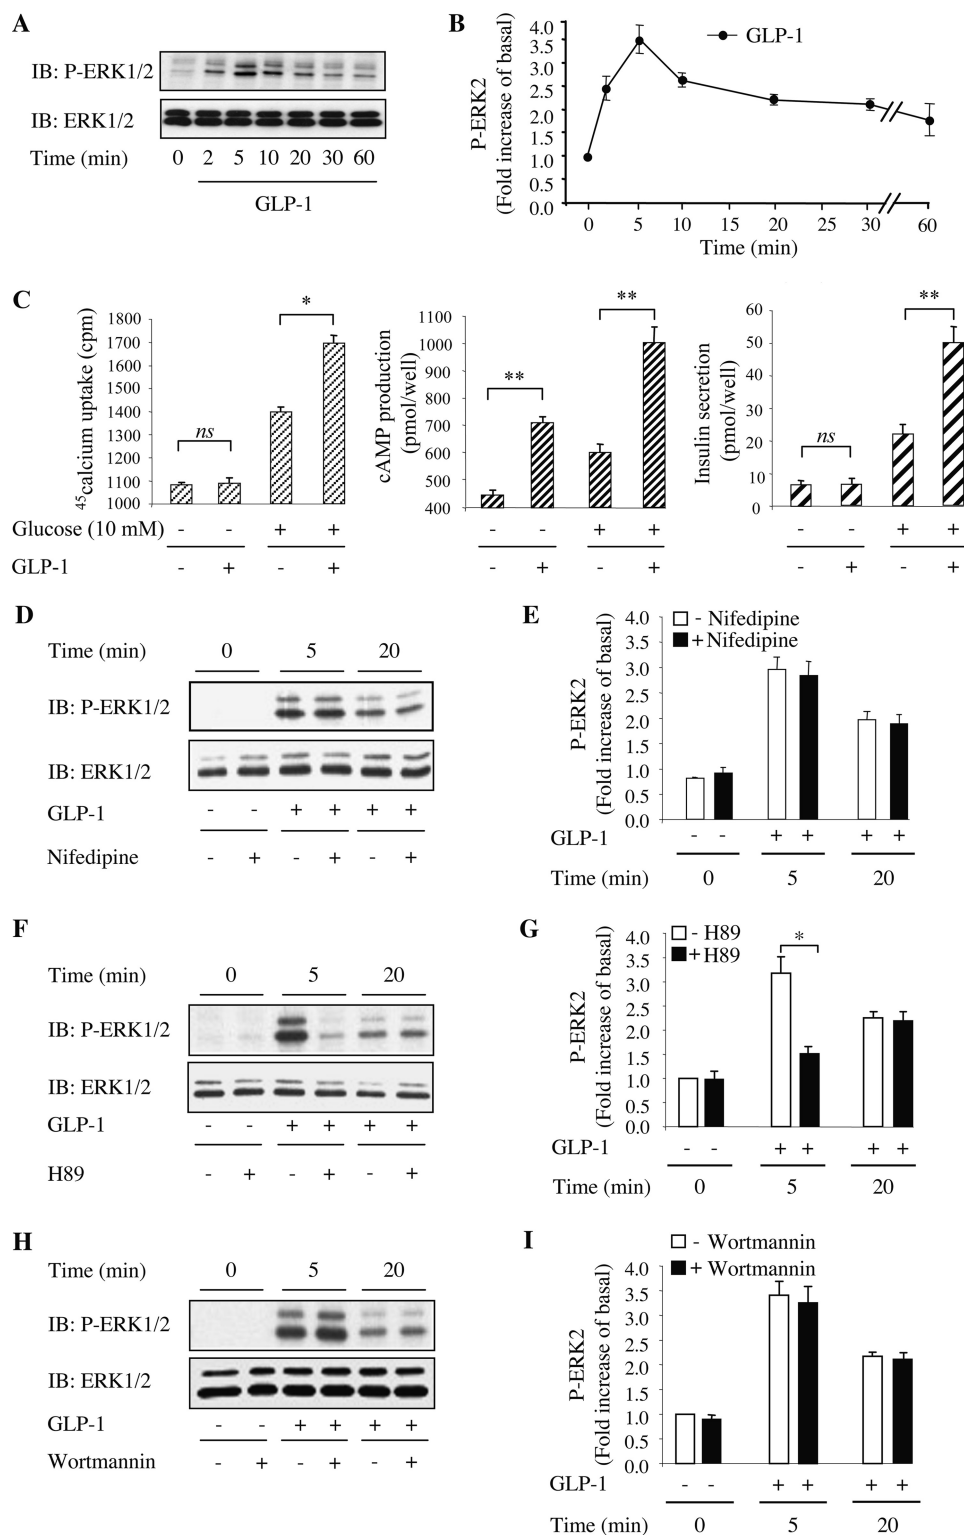 A
IB: P-ERK1/2
IB: ERK1/2
Time (min) 0 2 5 10 20 30 60
GLP-1
B
P-ERK2
(Fold increase of basal)
4.0
3.5
3.0
2.5
2.0
1.0
0.5
0.0
GLP-1
0 5 10 15 20 25 30 60
Time (min)
C
45calcium uptake (cpm)
1800
1700
1600
1500
1400
1300
1200
1100
1000
ns
*
cAMP production
(pmol/well)
1100
1000
900
800
700
600
500
400
**
**
Insulin secretion
(pmol/well)
60
50
40
30
20
10
0
ns
**
Glucose (10 mM) - - + + - - + + - - + +
GLP-1 - + - + - + - + - + - +
D
Time (min) 0 5 20
IB: P-ERK1/2
IB: ERK1/2
GLP-1 - - + + + +
Nifedipine - + - + - +
E
P-ERK2
(Fold increase of basal)
4.0
3.5
3.0
2.5
2.0
1.5
1.0
0.5
0.0
- Nifedipine
+ Nifedipine
GLP-1 - - + + + +
Time (min) 0 5 20
F
Time (min) 0 5 20
IB: P-ERK1/2
IB: ERK1/2
GLP-1 - - + + + +
H89 - + - + - +
G
P-ERK2
(Fold increase of basal)
4.0
3.5
3.0
2.5
2.0
1.5
1.0
0.5
0.0
- H89
+ H89
*
GLP-1 - - + + + +
Time (min) 0 5 20
H
Time (min) 0 5 20
IB: P-ERK1/2
IB: ERK1/2
GLP-1 - - + + + +
Wortmannin - + - + - +
I
P-ERK2
(Fold increase of basal)
4.0
3.5
3.0
2.5
2.0
1.5
1.0
0.5
0.0
- Wortmannin
+ Wortmannin
GLP-1 - - + + + +
Time (min) 0 5 20